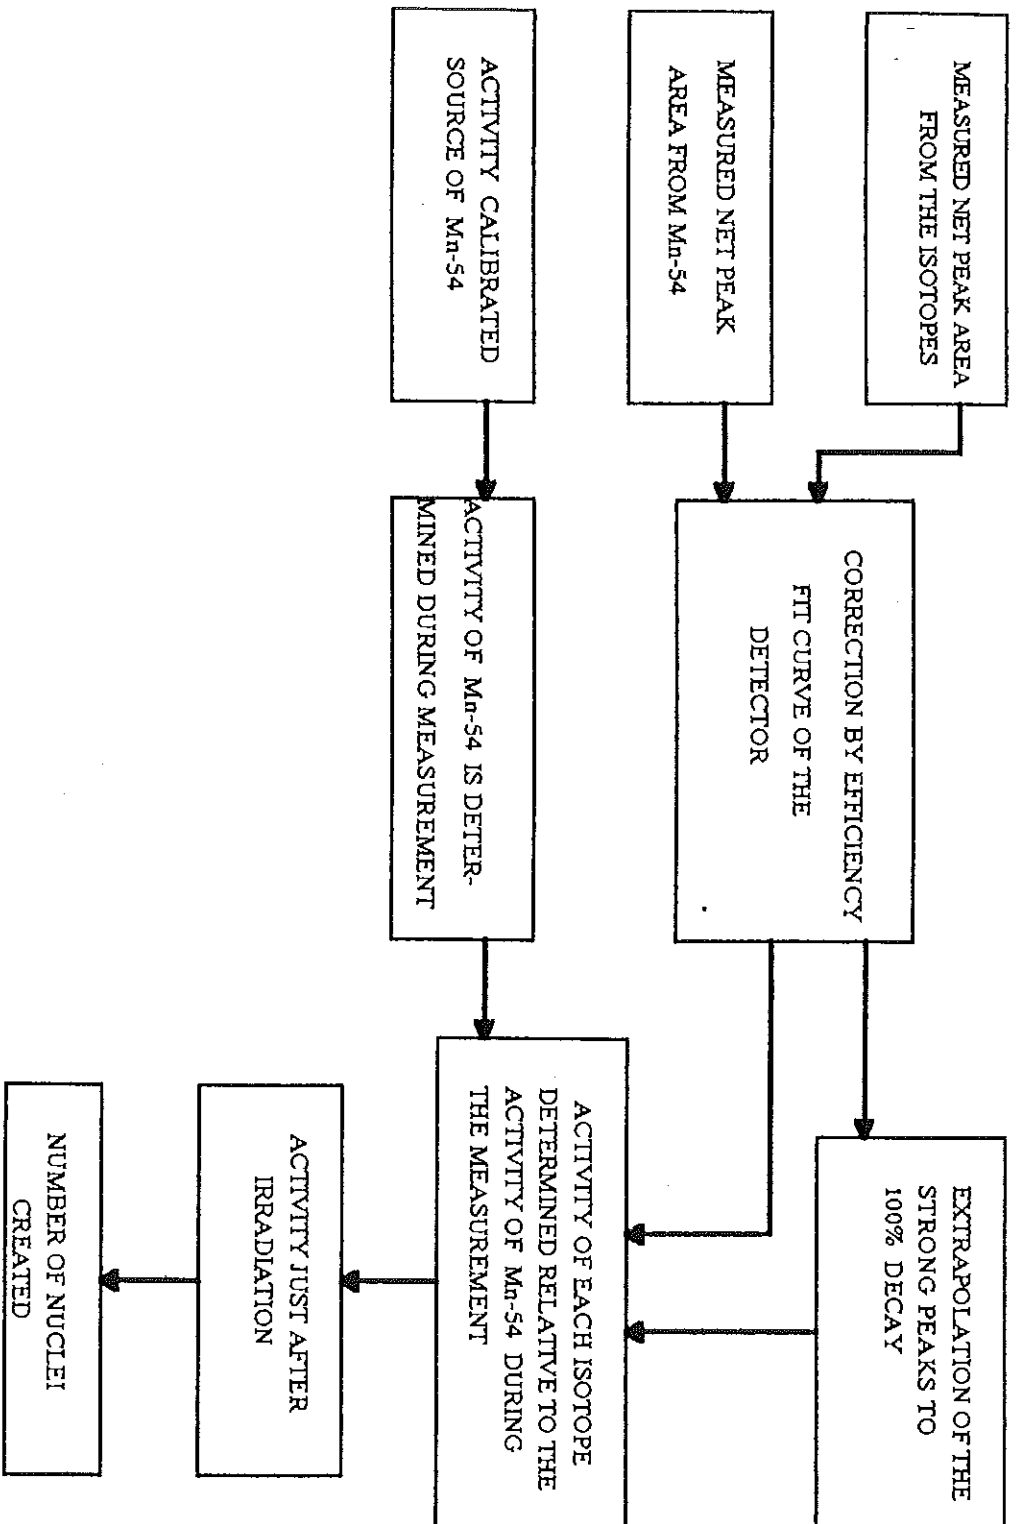 MEASURED NET PEAK AREA
FROM THE ISOTOPES
MEASURED NET PEAK
AREA FROM Mn-54
ACTIVITY CALIBRATED
SOURCE OF Mn-54
CORRECTION BY EFFICIENCY
FIT CURVE OF THE
DETECTOR
ACTIVITY OF Mn-54 IS DETER-
MINED DURING MEASUREMENT
EXTRAPOLATION OF THE
STRONG PEAKS TO
100% DECAY
ACTIVITY OF EACH ISOTOPE
DETERMINED RELATIVE TO THE
ACTIVITY OF Mn-54 DURING
THE MEASUREMENT
ACTIVITY JUST AFTER
IRRADIATION
NUMBER OF NUCLEI
CREATED